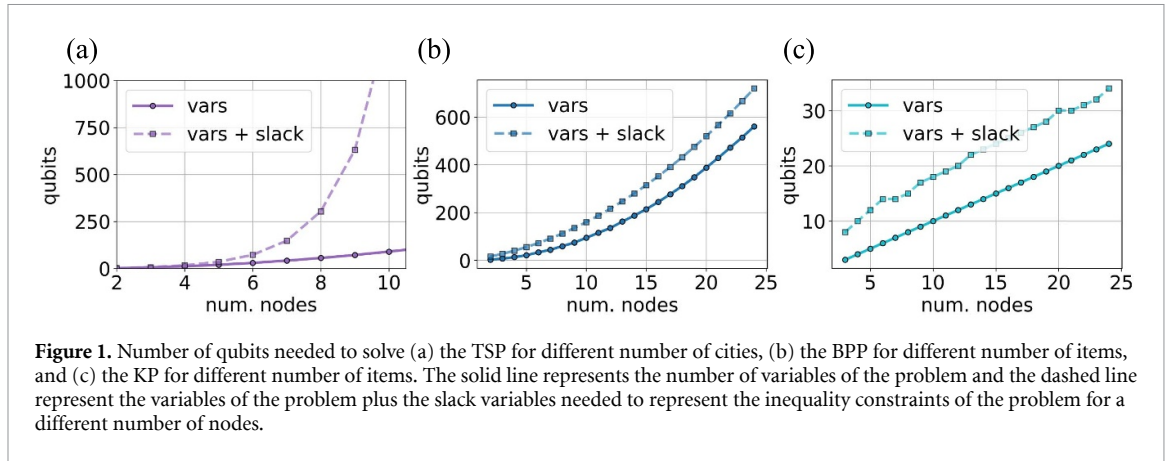 (a)
1000
750
500
250
0
qubits
vars
vars + slack
2 4 6 8 10
num. nodes
(b)
600
400
200
0
qubits
vars
vars + slack
5 10 15 20 25
num. nodes
(c)
30
20
10
qubits
vars
vars + slack
5 10 15 20 25
num. nodes
Figure 1. Number of qubits needed to solve (a) the TSP for different number of cities, (b) the BPP for different number of items,
and (c) the KP for different number of items. The solid line represents the number of variables of the problem and the dashed line
represent the variables of the problem plus the slack variables needed to represent the inequality constraints of the problem for a
different number of nodes.